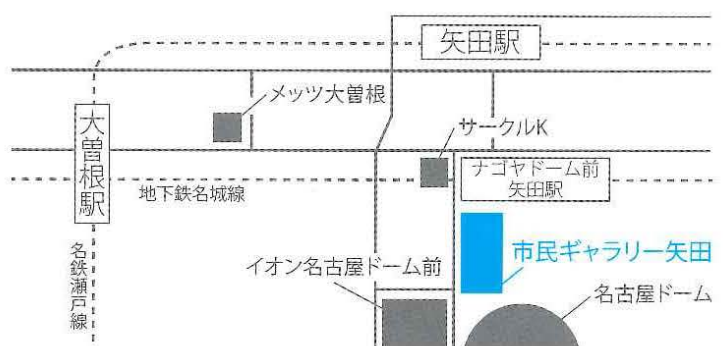 矢田駅
メッツ大曽根
サークルK
大曽根駅
ナゴヤドーム前
矢田駅
地下鉄名城線
市民ギャラリー矢田
名鉄瀬戸線
イオン名古屋ドーム前
名古屋ドーム